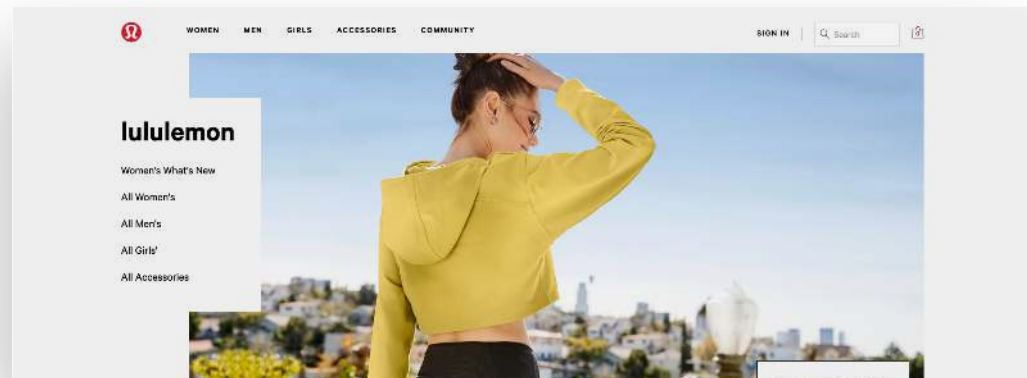 WOMEN MEN GIRLS ACCESSORIES COMMUNITY SIGN IN Search
lululemon
Women's What's New
All Women's
All Men's
All Girls'
All Accessories